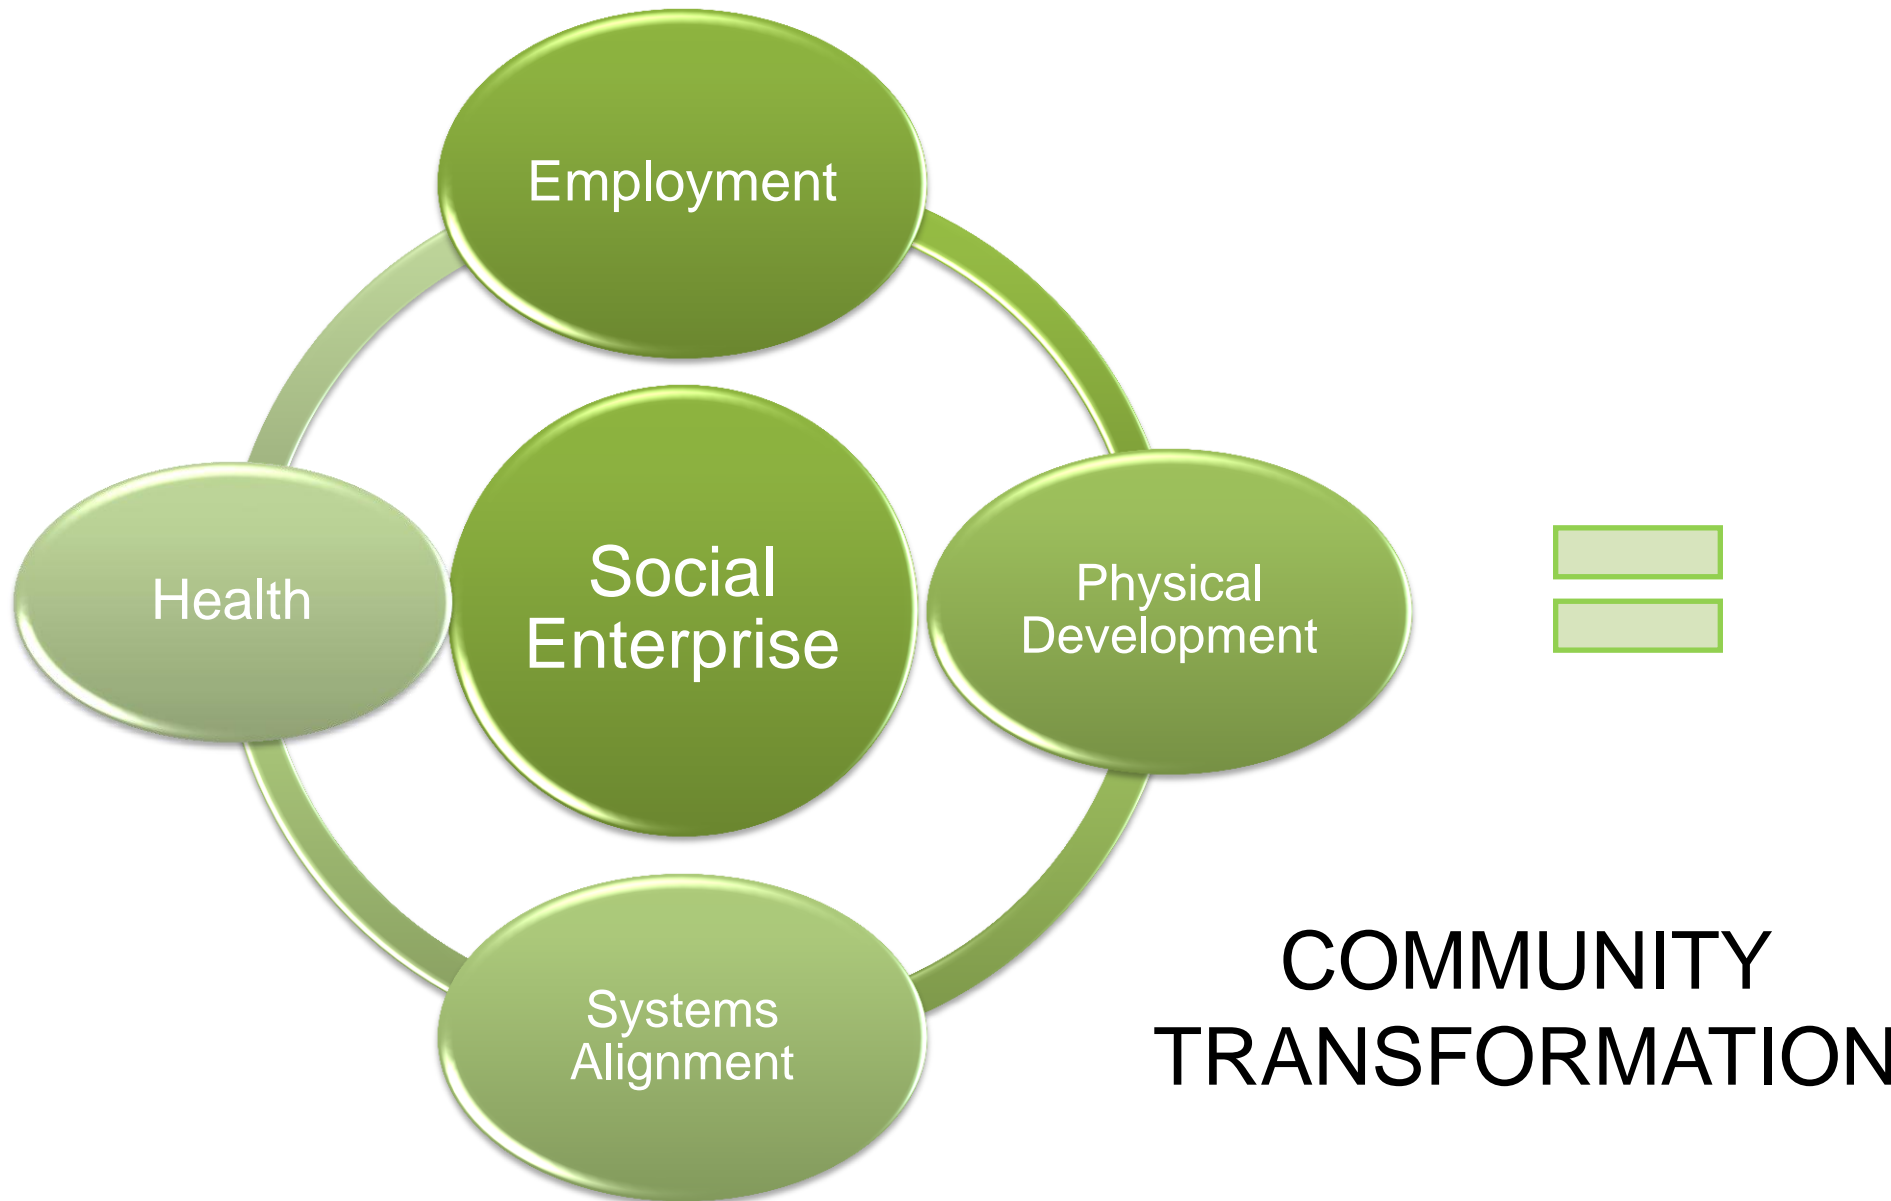 Employment
Health
Social
Enterprise
Physical
Development
Systems
Alignment
COMMUNITY
TRANSFORMATION